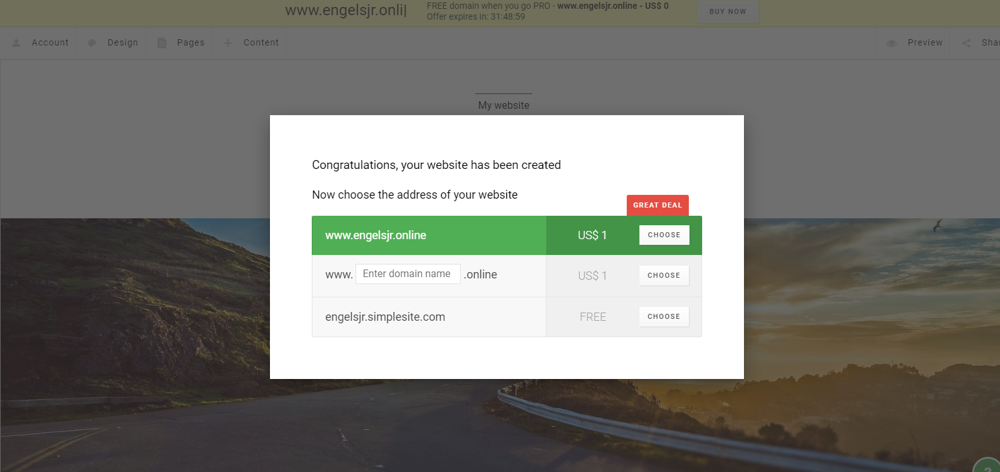 www.engelsjr.onli|
FREE domain when you go PRO - www.engelsjr.online - US$ 0
Offer expires in: 31:48:59
BUY NOW
Account
Design
Pages
Content
Preview
Shar
My website
Congratulations, your website has been created
Now choose the address of your website
GREAT DEAL
www.engelsjr.online US$ 1 CHOOSE
www. Enter domain name .online US$ 1 CHOOSE
engelsjr.simplesite.com FREE CHOOSE
?